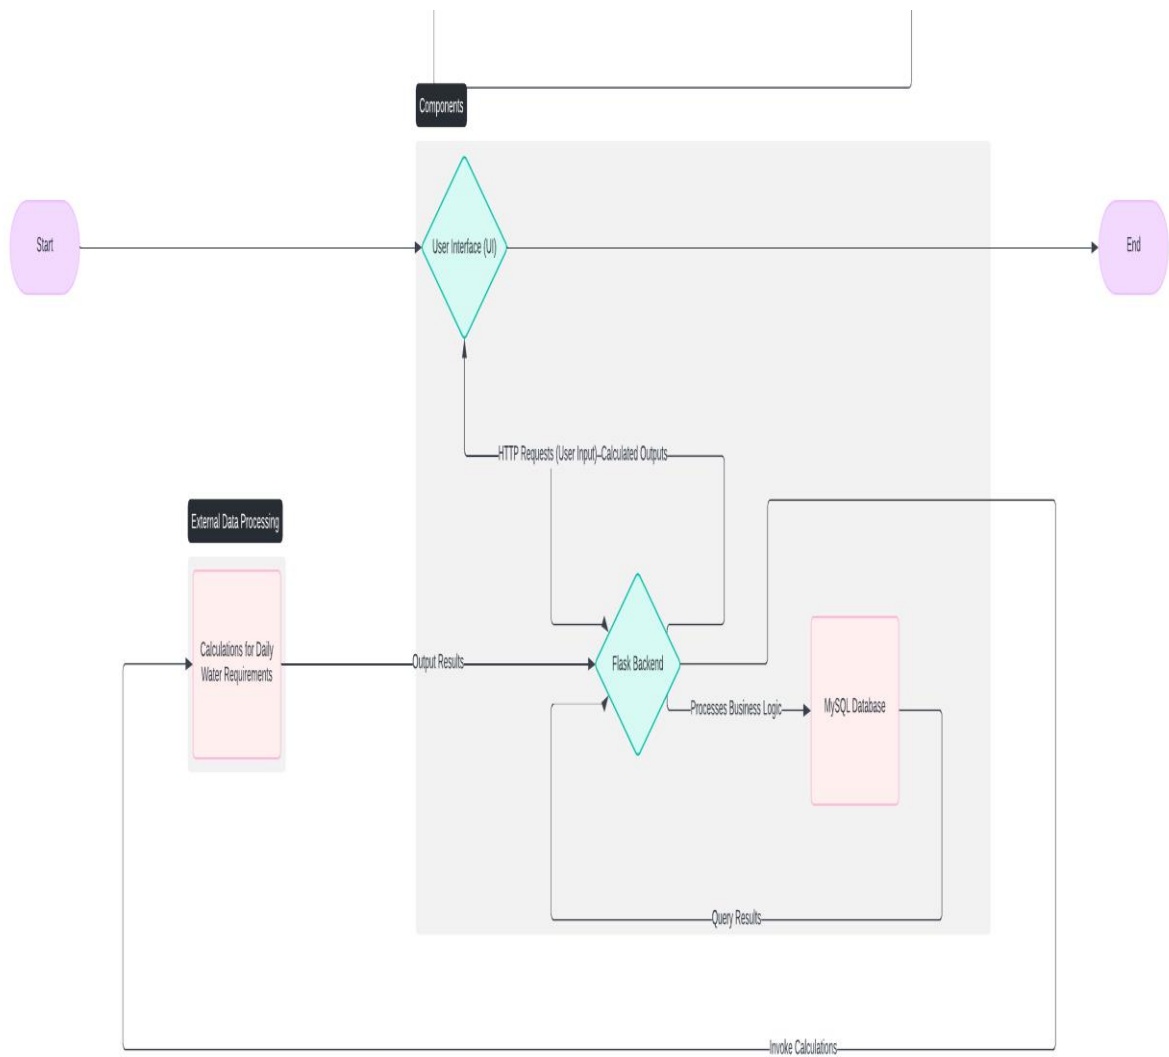 Components
Start
User Interface (UI)
End
HTTP Requests (User Input)
Calculated Outputs
External Data Processing
Calculations for Daily
Water Requirements
Output Results
Flask Backend
Processes Business Logic
MySQL Database
Query Results
Invoke Calculations